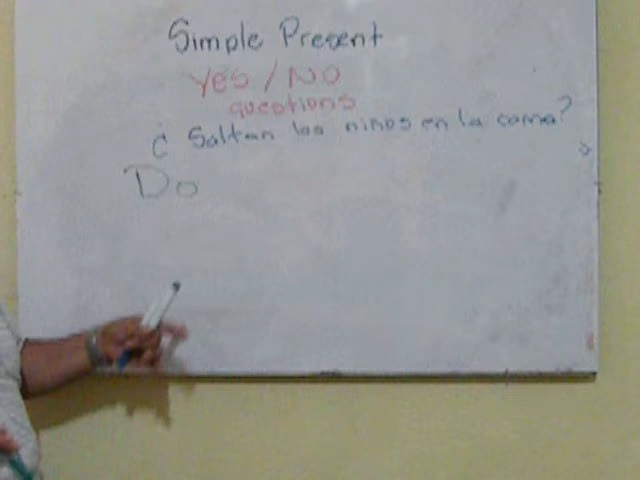 Simple Present
Yes / No
questions
¿ Saltan los niños en la cama?
Do